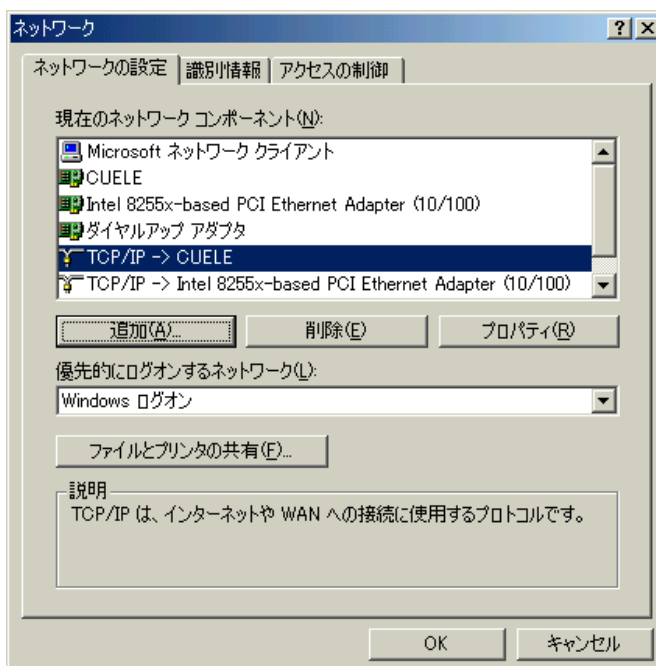 ネットワーク
ネットワークの設定 識別情報 アクセスの制御
現在のネットワーク コンポーネント(N):
Microsoft ネットワーク クライアント
CUELE
Intel 8255x-based PCI Ethernet Adapter (10/100)
ダイヤルアップ アダプタ
TCP/IP -> CUELE
TCP/IP -> Intel 8255x-based PCI Ethernet Adapter (10/100)
追加(A)... 削除(E) プロパティ(R)
優先的にログオンするネットワーク(L):
Windows ログオン
ファイルとプリンタの共有(F)...
説明
TCP/IP は、インターネットや WAN への接続に使用するプロトコルです。
OK キャンセル